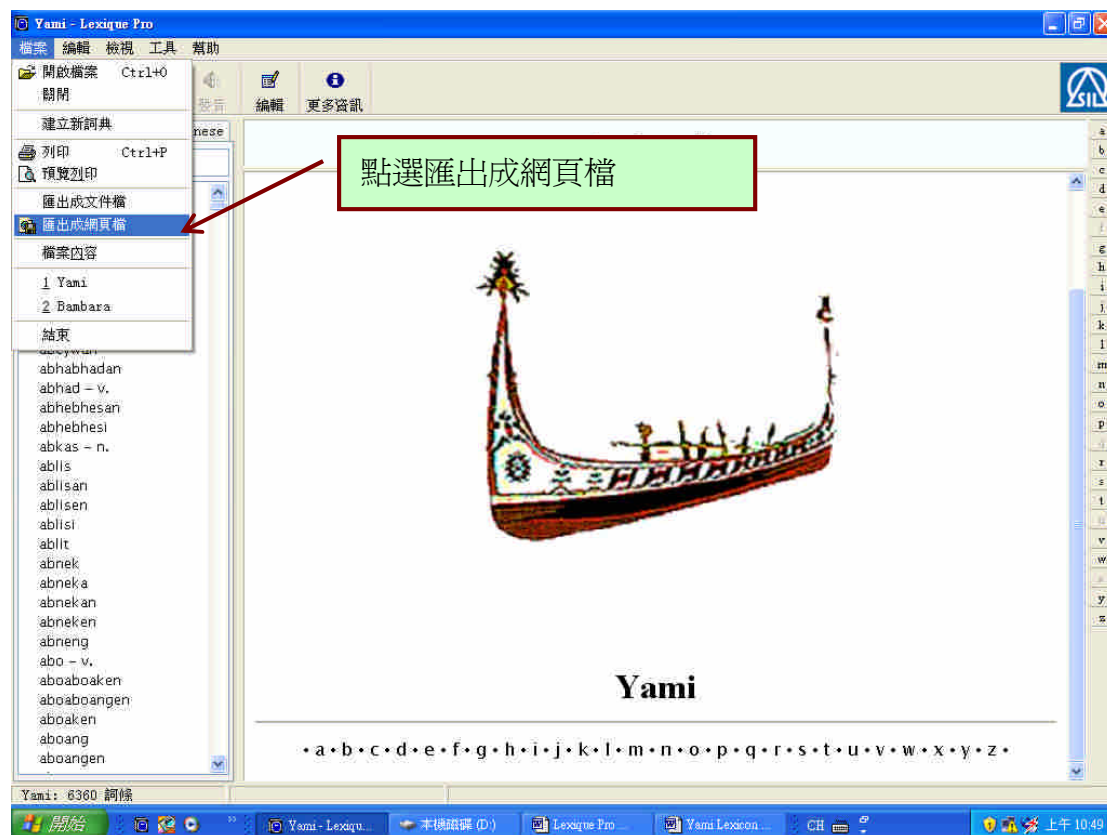 Yami - Lexique Pro
檔案 編輯 檢視 工具 幫助
開啟檔案 Ctrl+O
關閉
建立新詞典
列印 Ctrl+P
預覽列印
匯出成文件檔
匯出成網頁檔
檔案內容
1 Yami
2 Bambara
結束
發音 編輯 更多資訊
SIL
nese
點選匯出成網頁檔
abhabhadan
abhad – v.
abhebhesan
abhebhesi
abkas – n.
ablis
ablisan
ablisen
ablisi
ablit
abnek
abneka
abnekan
abneken
abneng
abo – v.
aboaboaken
aboaboangen
aboaken
aboang
aboangen
Yami
• a • b • c • d • e • f • g • h • i • j • k • l • m • n • o • p • q • r • s • t • u • v • w • x • y • z •
a
b
c
d
e
f
g
h
i
j
k
l
m
n
o
p
q
r
s
t
u
v
w
x
y
z
Yami: 6360 詞條
開始 Yami - Lexiqu... 本機磁碟 (D:) Lexique Pro ... Yami Lexicon ... CH 上午 10:49